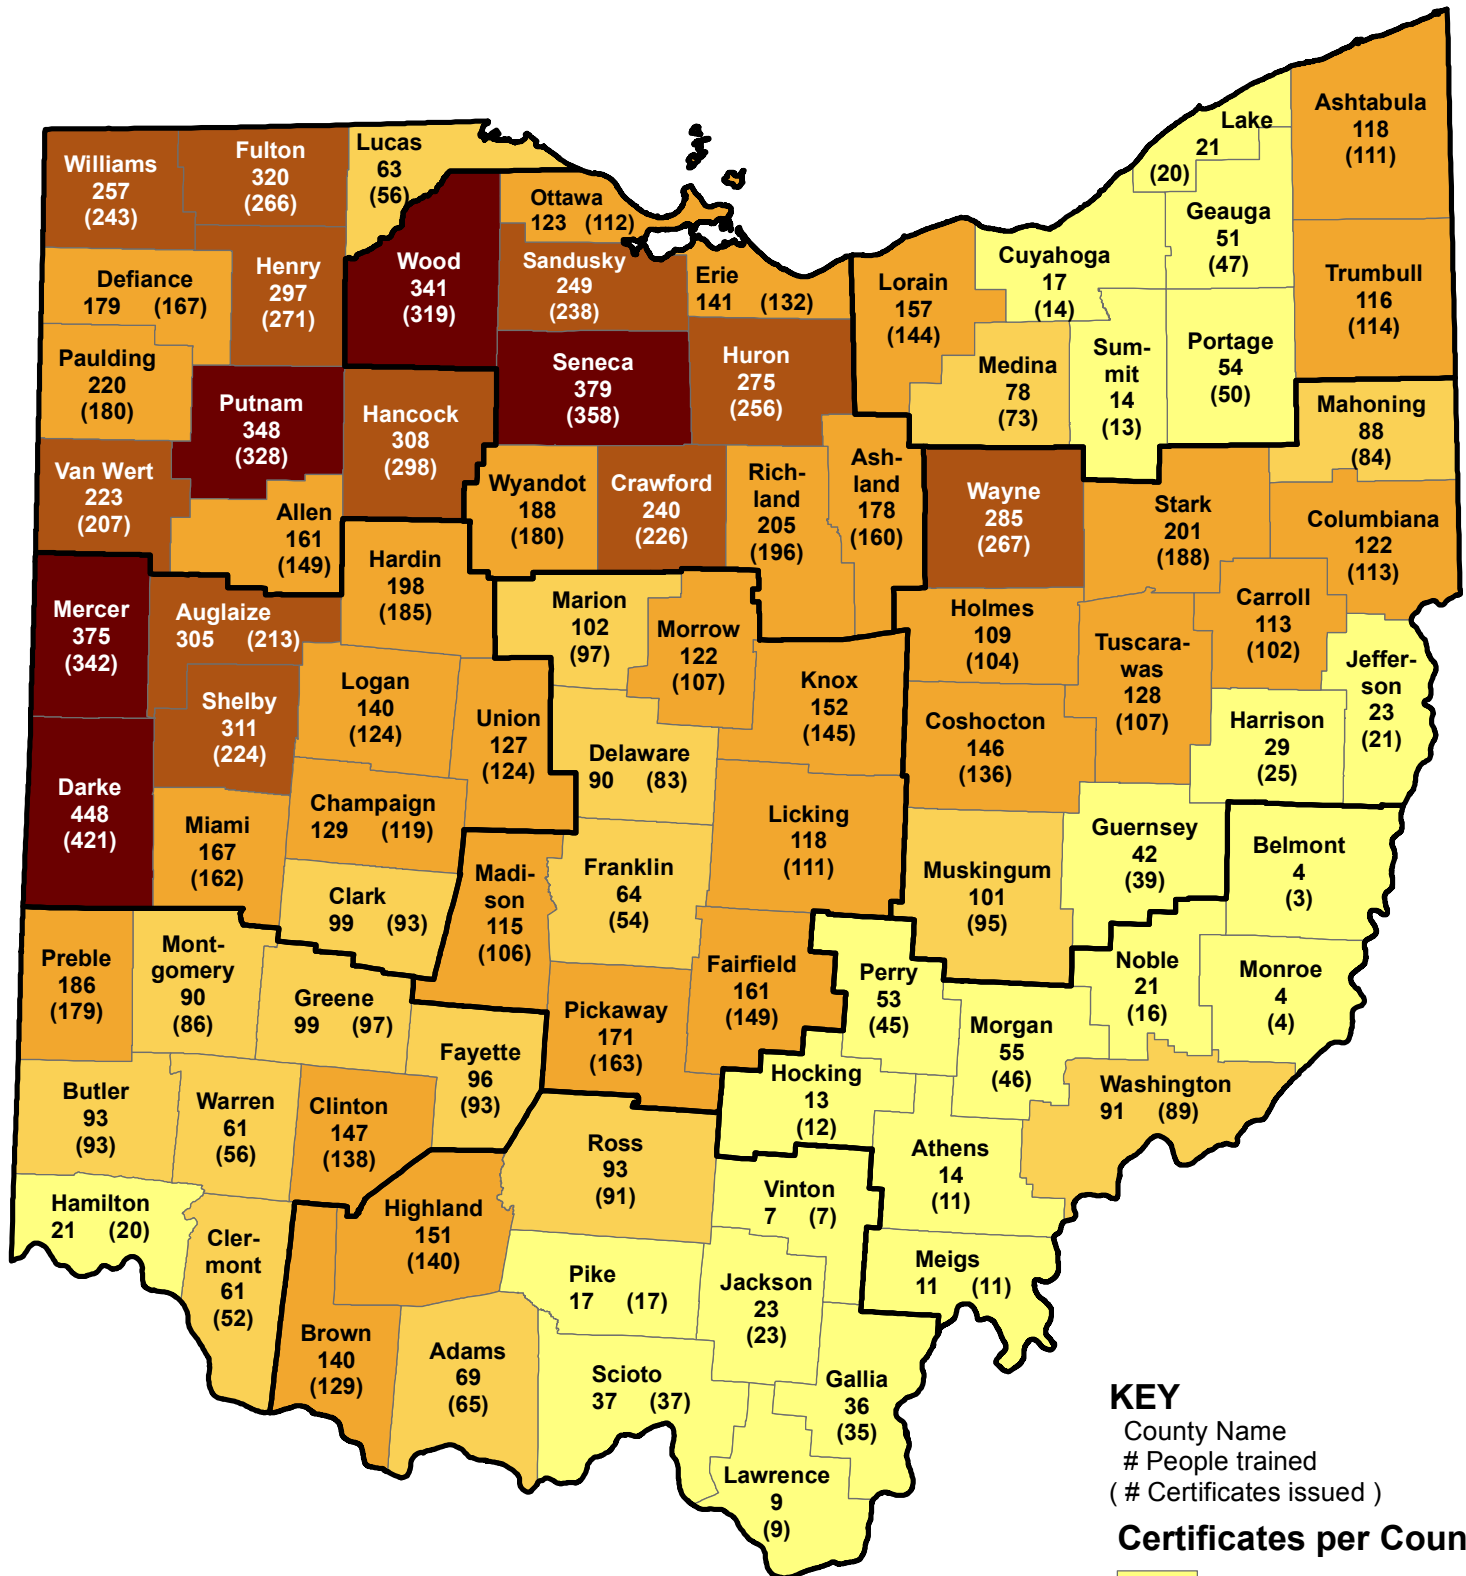 Ashtabula
118
(111)
Lake
21
(20)
Geauga
51
(47)
Lucas
63
(56)
Fulton
320
(266)
Williams
257
(243)
Ottawa
123 (112)
Cuyahoga
17
(14)
Wood
341
(319)
Sandusky
249
(238)
Erie
141 (132)
Lorain
157
(144)
Trumbull
116
(114)
Defiance
179 (167)
Henry
297
(271)
Paulding
220
(180)
Seneca
379
(358)
Huron
275
(256)
Medina
78
(73)
Sum-
mit
14
(13)
Portage
54
(50)
Putnam
348
(328)
Hancock
308
(298)
Mahoning
88
(84)
Van Wert
223
(207)
Wyandot
188
(180)
Crawford
240
(226)
Rich-
land
205
(196)
Ash-
land
178
(160)
Wayne
285
(267)
Stark
201
(188)
Columbiana
122
(113)
Allen
161
(149)
Hardin
198
(185)
Mercer
375
(342)
Auglaize
305 (213)
Marion
102
(97)
Morrow
122
(107)
Holmes
109
(104)
Carroll
113
(102)
Tuscara-
was
128
(107)
Jeffer-
son
23
(21)
Shelby
311
(224)
Logan
140
(124)
Union
127
(124)
Knox
152
(145)
Coshocton
146
(136)
Harrison
29
(25)
Delaware
90 (83)
Darke
448
(421)
Miami
167
(162)
Champaign
129 (119)
Licking
118
(111)
Guernsey
42
(39)
Belmont
4
(3)
Clark
99 (93)
Madi-
son
115
(106)
Franklin
64
(54)
Muskingum
101
(95)
Preble
186
(179)
Mont-
gomery
90
(86)
Greene
99 (97)
Fairfield
161
(149)
Perry
53
(45)
Noble
21
(16)
Monroe
4
(4)
Pickaway
171
(163)
Morgan
55
(46)
Fayette
96
(93)
Hocking
13
(12)
Washington
91 (89)
Butler
93
(93)
Warren
61
(56)
Clinton
147
(138)
Ross
93
(91)
Athens
14
(11)
Hamilton
21 (20)
Cler-
mont
61
(52)
Highland
151
(140)
Vinton
7 (7)
Meigs
11 (11)
Pike
17 (17)
Jackson
23
(23)
Brown
140
(129)
Adams
69
(65)
Scioto
37 (37)
Gallia
36
(35)
Lawrence
9
(9)
KEY
County Name
# People trained
( # Certificates issued )
Certificates per Coun